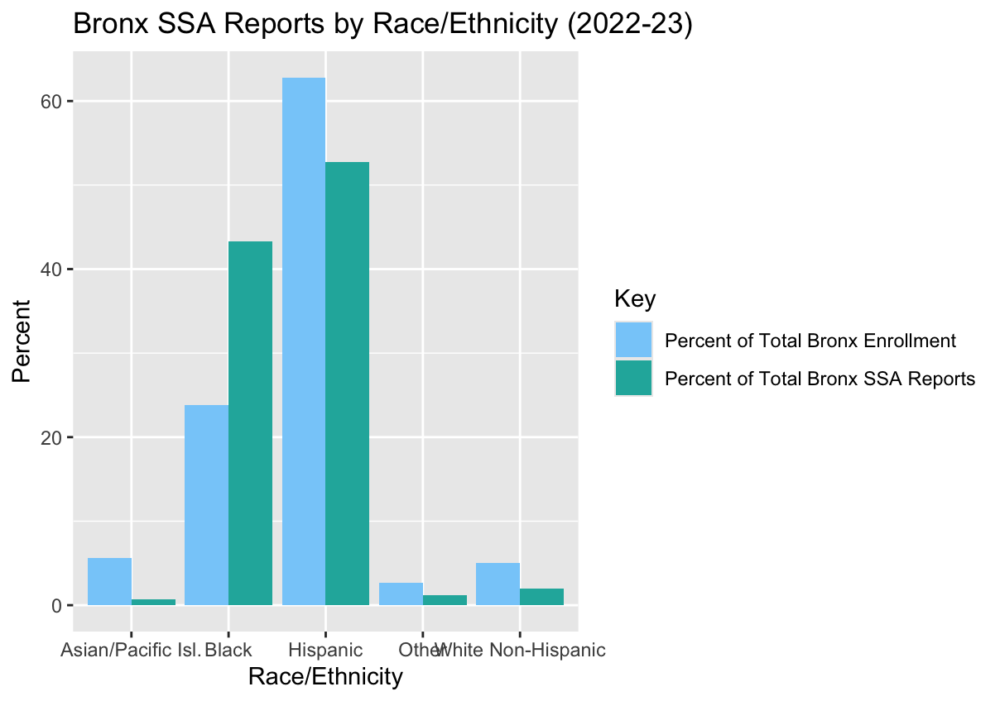 Bronx SSA Reports by Race/Ethnicity (2022-23)
60
40
20
0
Percent
Asian/Pacific Isl. Black Hispanic Other White Non-Hispanic
Race/Ethnicity
Key
Percent of Total Bronx Enrollment
Percent of Total Bronx SSA Reports